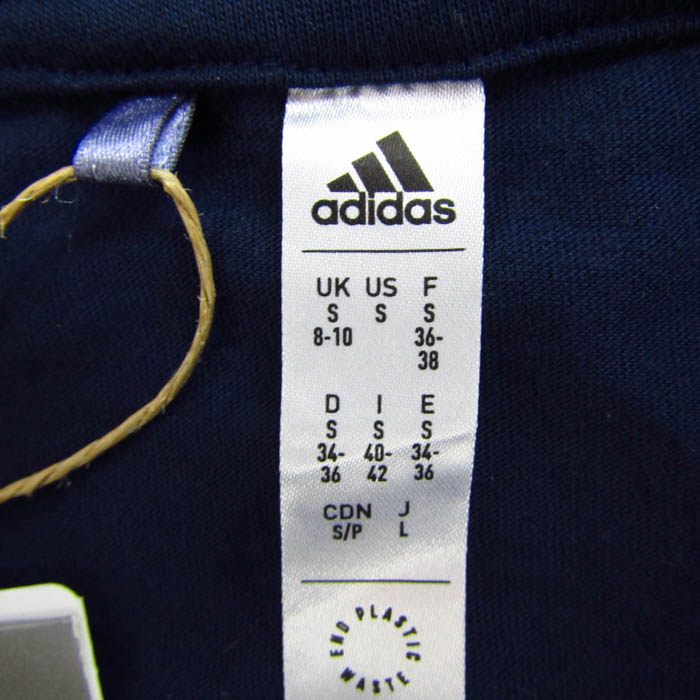 adidas
UK US F
S S S
8-10 36-
38
D I E
S S S
34- 40- 34-
36 42 36
CDN J
S/P L
END PLASTIC WASTE